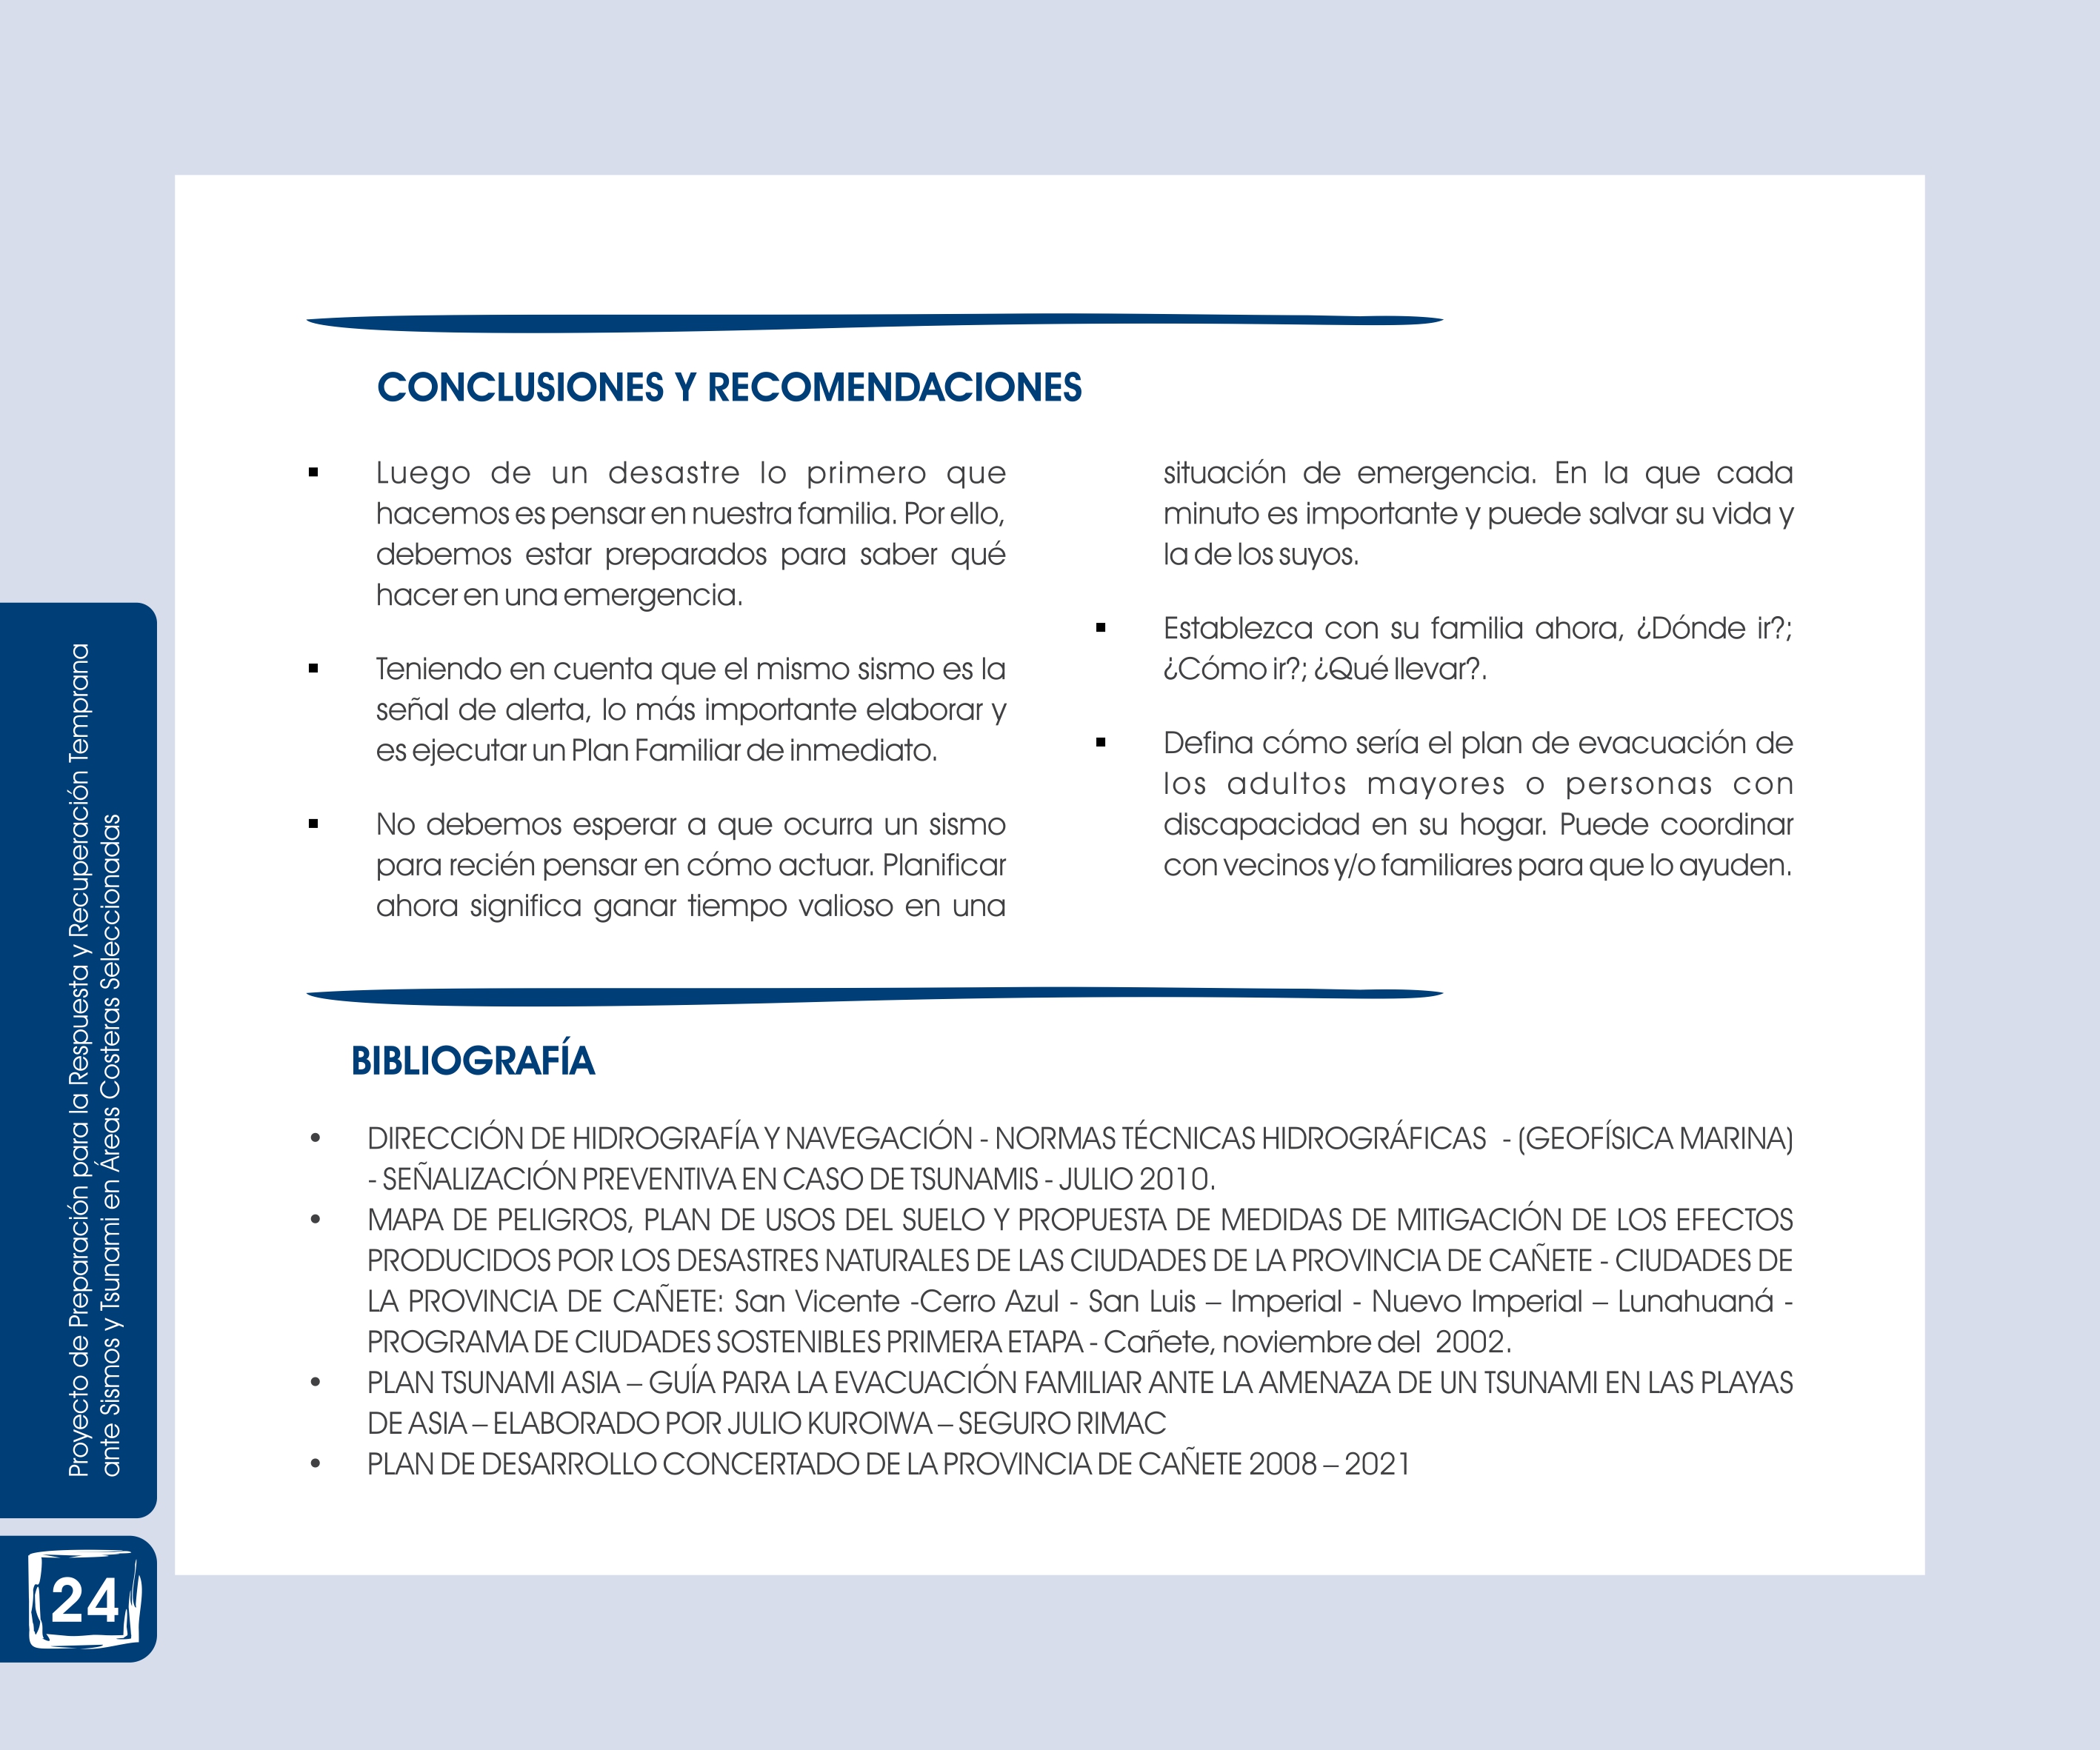 CONCLUSIONES Y RECOMENDACIONES
▪ Luego de un desastre lo primero que
hacemos es pensar en nuestra familia. Por ello,
debemos estar preparados para saber qué
hacer en una emergencia.
▪ Teniendo en cuenta que el mismo sismo es la
señal de alerta, lo más importante elaborar y
es ejecutar un Plan Familiar de inmediato.
▪ No debemos esperar a que ocurra un sismo
para recién pensar en cómo actuar. Planificar
ahora significa ganar tiempo valioso en una
situación de emergencia. En la que cada
minuto es importante y puede salvar su vida y
la de los suyos.
▪ Establezca con su familia ahora, ¿Dónde ir?;
¿Cómo ir?; ¿Qué llevar?.
▪ Defina cómo sería el plan de evacuación de
los adultos mayores o personas con
discapacidad en su hogar. Puede coordinar
con vecinos y/o familiares para que lo ayuden.
BIBLIOGRAFÍA
• DIRECCIÓN DE HIDROGRAFÍA Y NAVEGACIÓN - NORMAS TÉCNICAS HIDROGRÁFICAS - (GEOFÍSICA MARINA)
- SEÑALIZACIÓN PREVENTIVA EN CASO DE TSUNAMIS - JULIO 2010.
• MAPA DE PELIGROS, PLAN DE USOS DEL SUELO Y PROPUESTA DE MEDIDAS DE MITIGACIÓN DE LOS EFECTOS
PRODUCIDOS POR LOS DESASTRES NATURALES DE LAS CIUDADES DE LA PROVINCIA DE CAÑETE - CIUDADES DE
LA PROVINCIA DE CAÑETE: San Vicente -Cerro Azul - San Luis – Imperial - Nuevo Imperial – Lunahuaná -
PROGRAMA DE CIUDADES SOSTENIBLES PRIMERA ETAPA - Cañete, noviembre del 2002.
• PLAN TSUNAMI ASIA – GUÍA PARA LA EVACUACIÓN FAMILIAR ANTE LA AMENAZA DE UN TSUNAMI EN LAS PLAYAS
DE ASIA – ELABORADO POR JULIO KUROIWA – SEGURO RIMAC
• PLAN DE DESARROLLO CONCERTADO DE LA PROVINCIA DE CAÑETE 2008 – 2021
Proyecto de Preparación para la Respuesta y Recuperación Temprana
ante Sismos y Tsunami en Áreas Costeras Seleccionadas
24